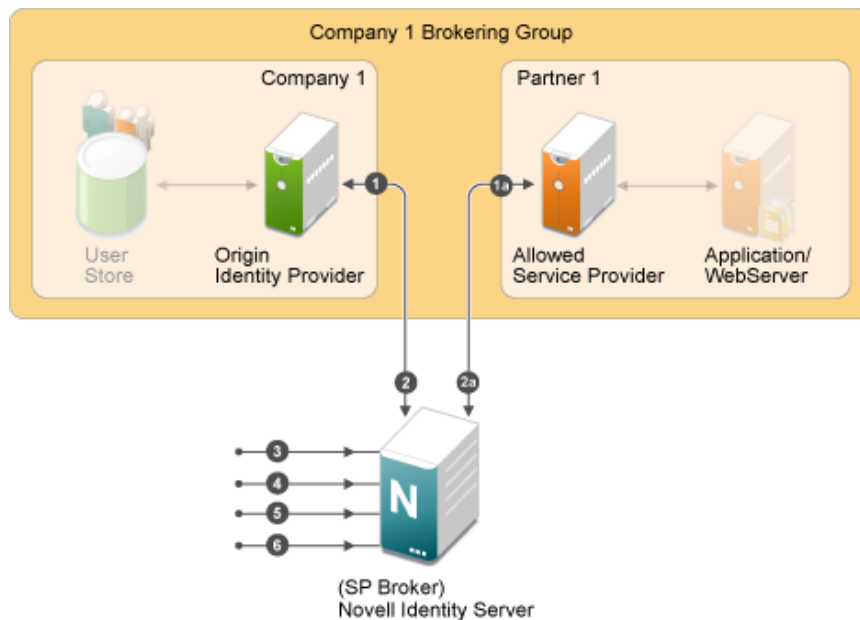 Company 1 Brokering Group
Company 1
Partner 1
1
1a
User
Store
Origin
Identity Provider
Allowed
Service Provider
Application/
WebServer
2
2a
3
4
5
6
N
(SP Broker)
Novell Identity Server